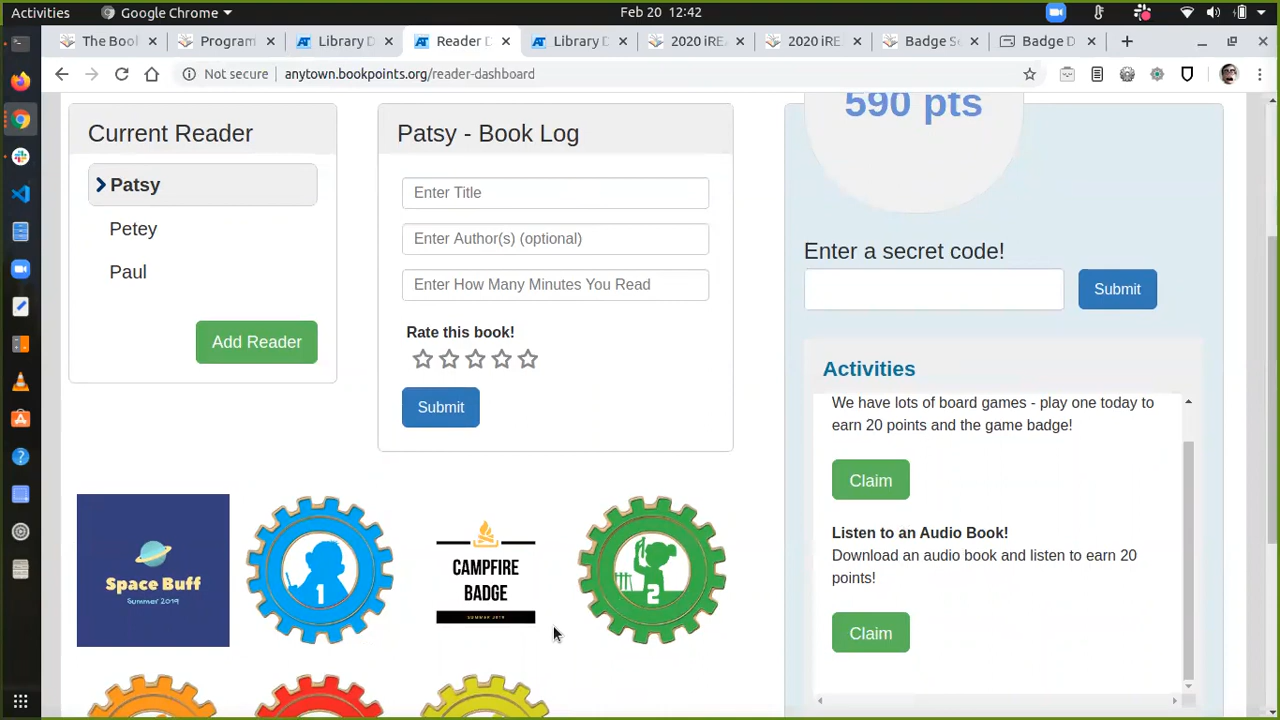 Activities
Google Chrome
Feb 20 12:42
The Boo
Program
Library D
Reader D
Library D
2020 iRE
2020 iRE
Badge S
Badge D
Not secure
anytown.bookpoints.org/reader-dashboard
Current Reader
Patsy
Petey
Paul
Add Reader
Patsy - Book Log
Enter Title
Enter Author(s) (optional)
Enter How Many Minutes You Read
Rate this book!
Submit
590 pts
Enter a secret code!
Submit
Activities
We have lots of board games - play one today to
earn 20 points and the game badge!
Claim
Listen to an Audio Book!
Download an audio book and listen to earn 20
points!
Claim
Space Buff
Summer 2019
1
CAMPFIRE
BADGE
SUMMER 2019
2